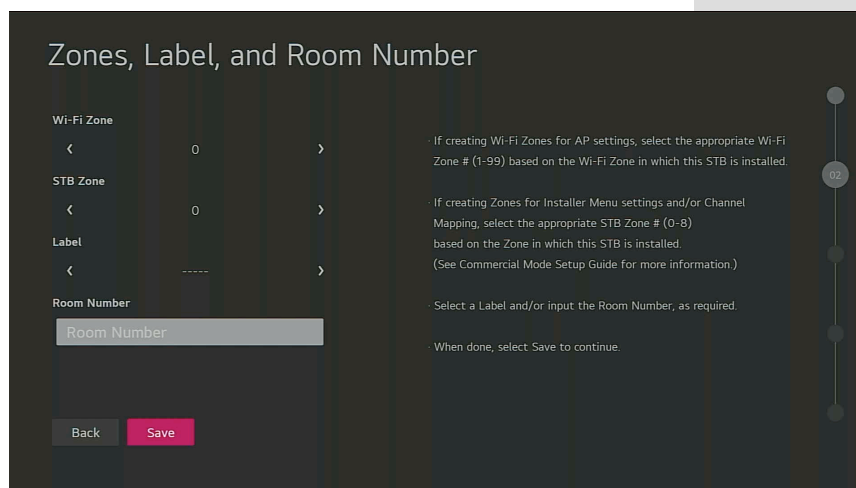 Zones, Label, and Room Number
Wi-Fi Zone
‹ 0 ›
STB Zone
‹ 0 ›
Label
‹ ----- ›
Room Number
Room Number
Back Save
· If creating Wi-Fi Zones for AP settings, select the appropriate Wi-Fi
Zone # (1-99) based on the Wi-Fi Zone in which this STB is installed.
· If creating Zones for Installer Menu settings and/or Channel
Mapping, select the appropriate STB Zone # (0-8)
based on the Zone in which this STB is installed.
(See Commercial Mode Setup Guide for more information.)
· Select a Label and/or input the Room Number, as required.
· When done, select Save to continue.
02